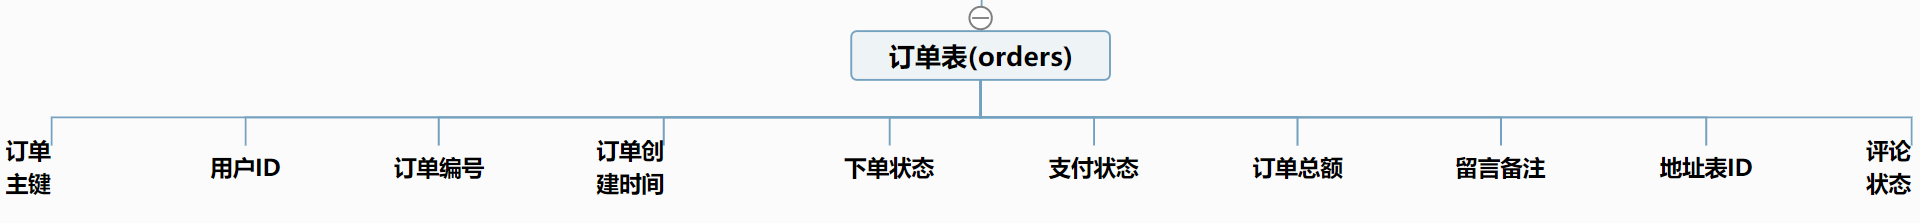 订单表(orders)
订单
主键
用户ID
订单编号
订单创
建时间
下单状态
支付状态
订单总额
留言备注
地址表ID
评论
状态